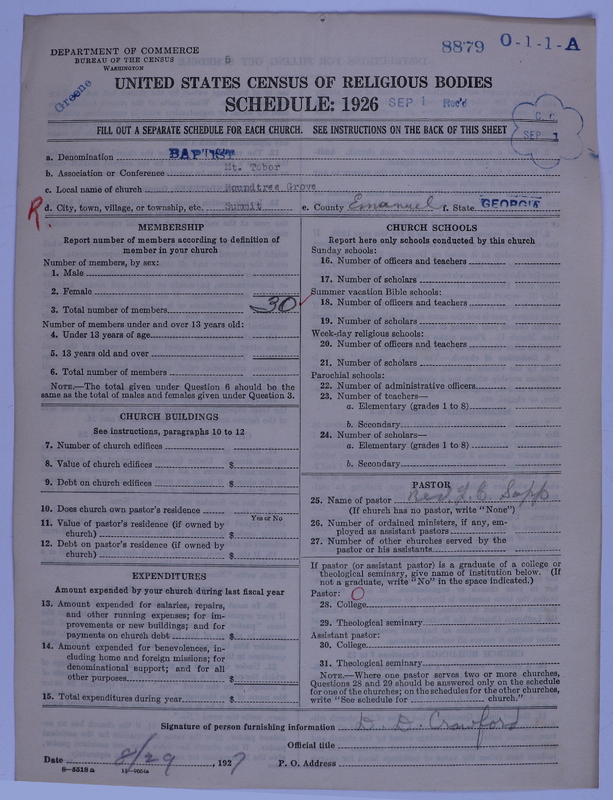 DEPARTMENT OF COMMERCE
BUREAU OF THE CENSUS
WASHINGTON
8879 O-1-1-A
Greene
UNITED STATES CENSUS OF RELIGIOUS BODIES
SCHEDULE: 1926 SEP 1 Rec'd
FILL OUT A SEPARATE SCHEDULE FOR EACH CHURCH. SEE INSTRUCTIONS ON THE BACK OF THIS SHEET
SEP 1
a. Denomination BAPTIST
b. Association or Conference Mt. Tabor
c. Local name of church Roundtree Grove
R. d. City, town, village, or township, etc. Summit e. County Emanuel f. State GEORGIA
MEMBERSHIP
Report number of members according to definition of
member in your church
Number of members, by sex:
1. Male
2. Female
3. Total number of members 30
Number of members under and over 13 years old:
4. Under 13 years of age
5. 13 years old and over
6. Total number of members
NOTE.—The total given under Question 6 should be the
same as the total of males and females given under Question 3.
CHURCH BUILDINGS
See instructions, paragraphs 10 to 12
7. Number of church edifices
8. Value of church edifices $
9. Debt on church edifices $
10. Does church own pastor's residence
Yes or No
11. Value of pastor's residence (if owned by
church) $
12. Debt on pastor's residence (if owned by
church) $
EXPENDITURES
Amount expended by your church during last fiscal year
13. Amount expended for salaries, repairs,
and other running expenses; for im-
provements or new buildings; and for
payments on church debt $
14. Amount expended for benevolences, in-
cluding home and foreign missions; for
denominational support; and for all
other purposes $
15. Total expenditures during year $
CHURCH SCHOOLS
Report here only schools conducted by this church
Sunday schools:
16. Number of officers and teachers
17. Number of scholars
Summer vacation Bible schools:
18. Number of officers and teachers
19. Number of scholars
Week-day religious schools:
20. Number of officers and teachers
21. Number of scholars
Parochial schools:
22. Number of administrative officers
23. Number of teachers—
a. Elementary (grades 1 to 8)
b. Secondary
24. Number of scholars—
a. Elementary (grades 1 to 8)
b. Secondary
PASTOR
25. Name of pastor Rev. J. C. Sapp
(If church has no pastor, write "None")
26. Number of ordained ministers, if any, em-
ployed as assistant pastors
27. Number of other churches served by the
pastor or his assistants
If pastor (or assistant pastor) is a graduate of a college or
theological seminary, give name of institution below. (If
not a graduate, write "No" in the space indicated.)
Pastor: O
28. College
29. Theological seminary
Assistant pastor:
30. College
31. Theological seminary
NOTE.—Where one pastor serves two or more churches,
Questions 28 and 29 should be answered only on the schedule
for one of the churches; on the schedules for the other churches,
write "See schedule for church."
Signature of person furnishing information D. D. Crawford
Official title
Date 8/29, 1927 P. O. Address
8—5518a